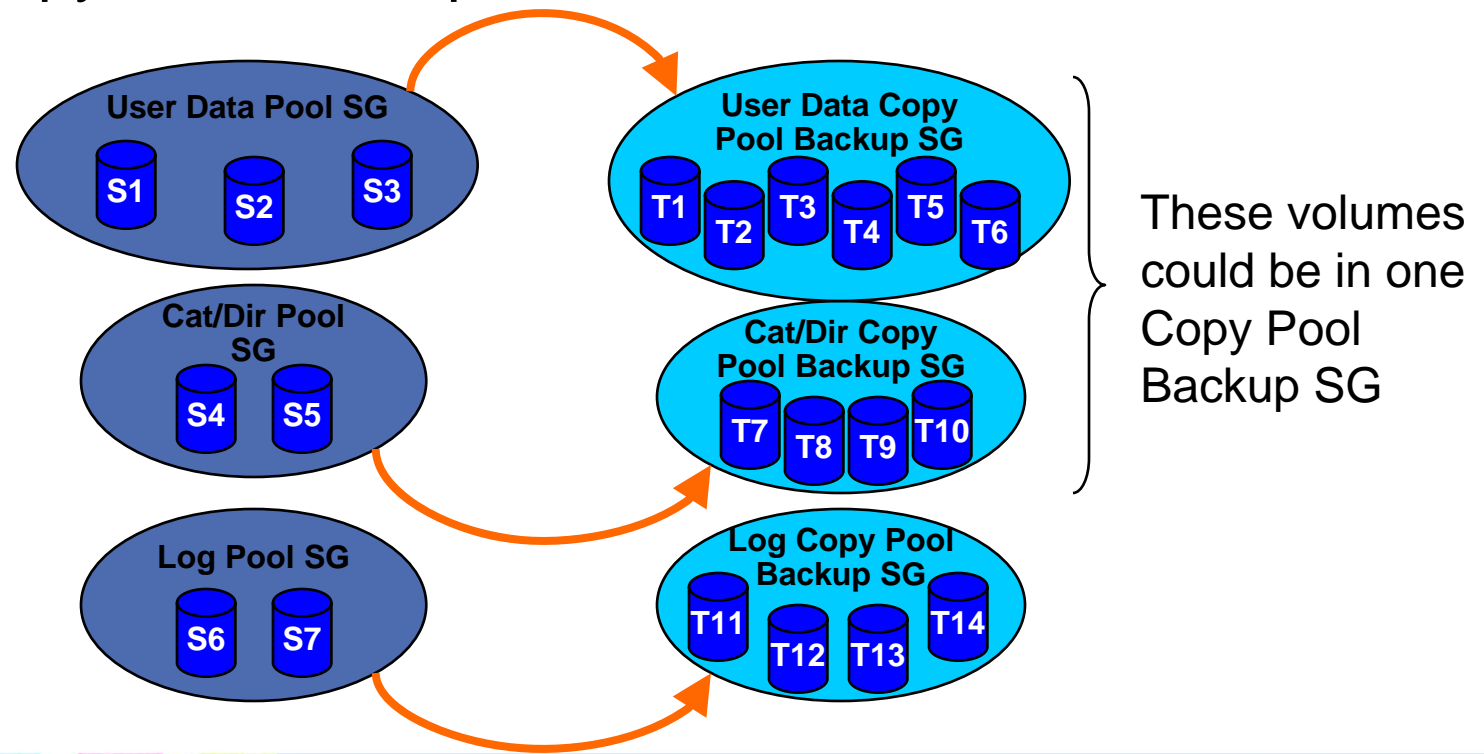 User Data Pool SG
S1
S2
S3
User Data Copy
Pool Backup SG
T1
T2
T3
T4
T5
T6
These volumes
could be in one
Copy Pool
Backup SG
Cat/Dir Pool
SG
S4
S5
Cat/Dir Copy
Pool Backup SG
T7
T8
T9
T10
Log Pool SG
S6
S7
Log Copy Pool
Backup SG
T11
T12
T13
T14